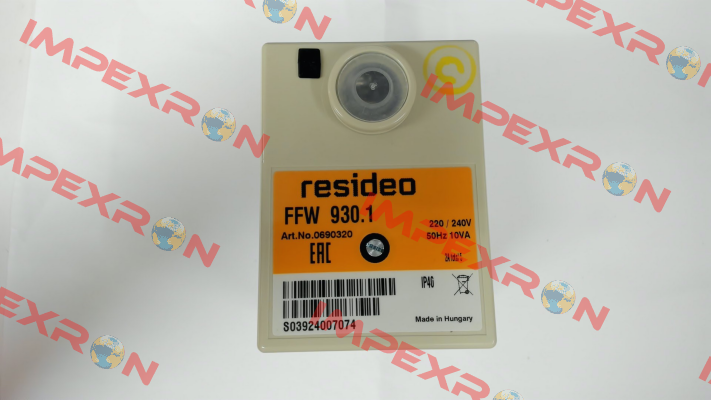 resideo
FFW 930.1
220 / 240V
Art.No.0690320
50Hz 10VA
EAC
IP40
S03924007074
Made in Hungary
IMPEXRON
IMPEXRON
IMPEXRON
IMPEXRON
IMPEXRON
IMPEXRON